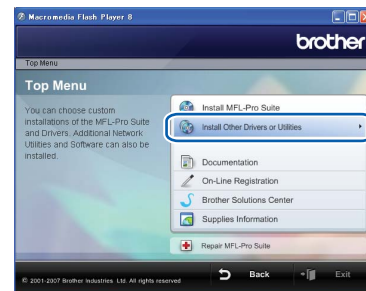 Macromedia Flash Player 8
brother
Top Menu
Top Menu
You can choose custom
installations of the MFL-Pro Suite
and Drivers. Additional Network
Utilities and Software can also be
installed.
Install MFL-Pro Suite
Install Other Drivers or Utilities
Documentation
On-Line Registration
Brother Solutions Center
Supplies Information
Repair MFL-Pro Suite
© 2001-2007 Brother Industries. Ltd. All rights reserved
Back
Exit